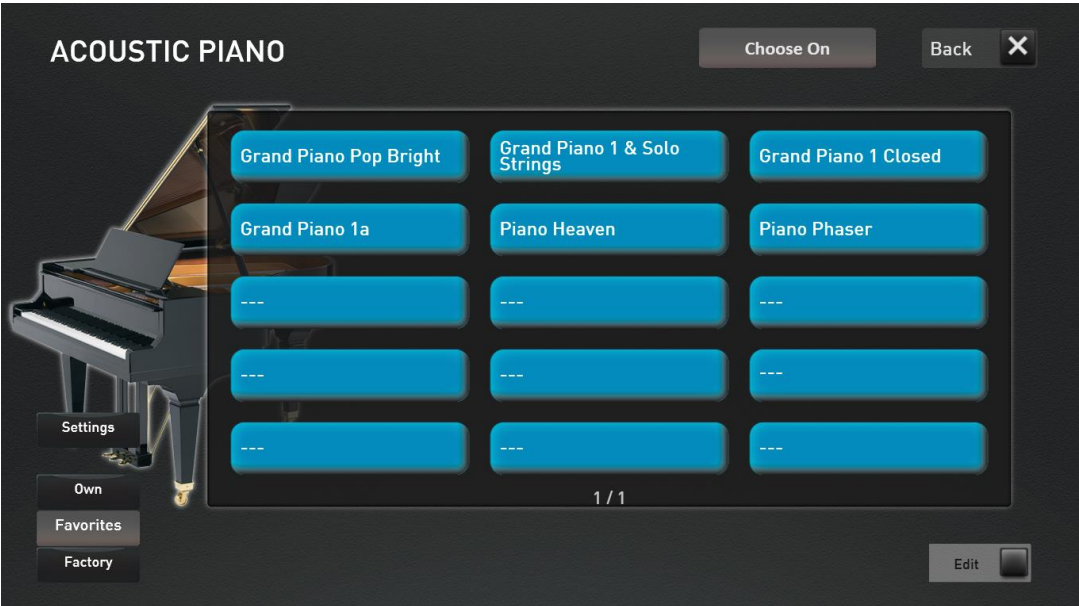 ACOUSTIC PIANO
Choose On
Back
Grand Piano Pop Bright
Grand Piano 1 & Solo
Strings
Grand Piano 1 Closed
Grand Piano 1a
Piano Heaven
Piano Phaser
---
---
---
---
---
---
---
---
---
1 / 1
Settings
Own
Favorites
Factory
Edit